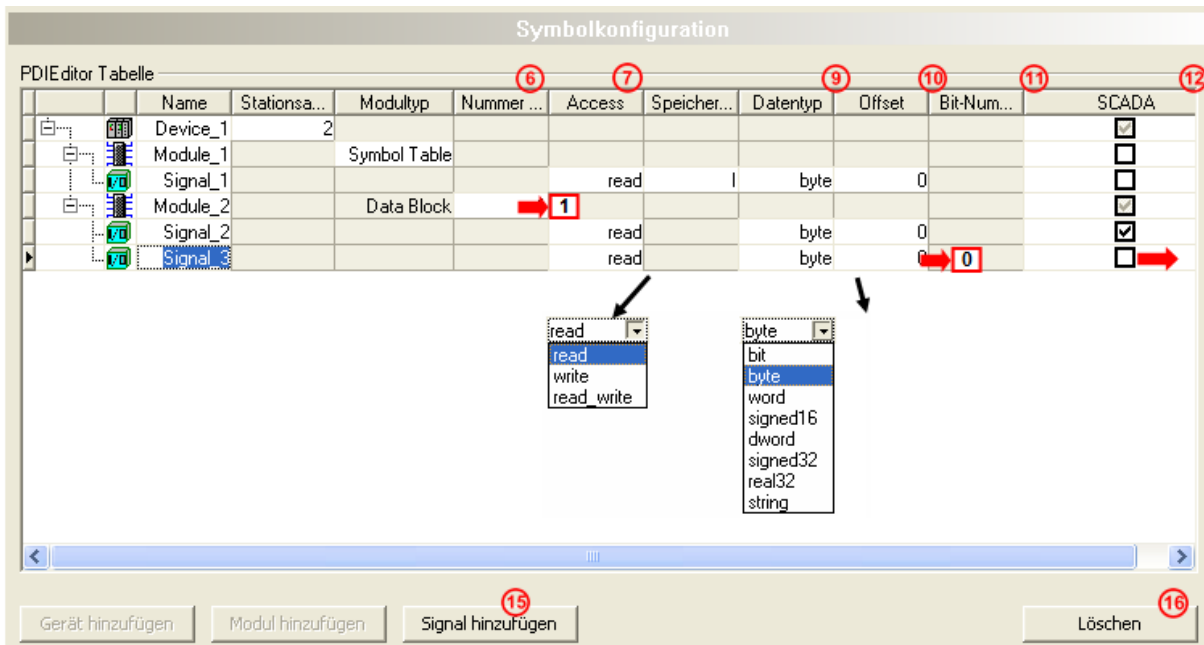 Symbolkonfiguration
PDIEditor Tabelle
6 7 9 10 11 12
Name Stationsa... Modultyp Nummer ... Access Speicher... Datentyp Offset Bit-Num... SCADA
Device_1 2
Module_1 Symbol Table
Signal_1 read I byte 0
Module_2 Data Block 1
Signal_2 read byte 0
Signal_3 read byte 0 0
read byte
read bit
write byte
read_write word
signed16
dword
signed32
real32
string
15 16
Gerät hinzufügen Modul hinzufügen Signal hinzufügen Löschen